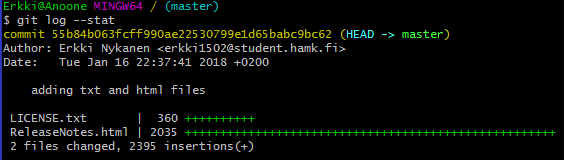 Erkki@Anoone MINGW64 / (master)
$ git log --stat
commit 55b84b063fcff990ae22530799e1d65babc9bc62 (HEAD -> master)
Author: Erkki Nykanen <erkki1502@student.hamk.fi>
Date:   Tue Jan 16 22:37:41 2018 +0200
adding txt and html files
LICENSE.txt       |  360 ++++++++++
ReleaseNotes.html | 2035 +++++++++++++++++++++++++++++++++++++++++++++++++++++
2 files changed, 2395 insertions(+)